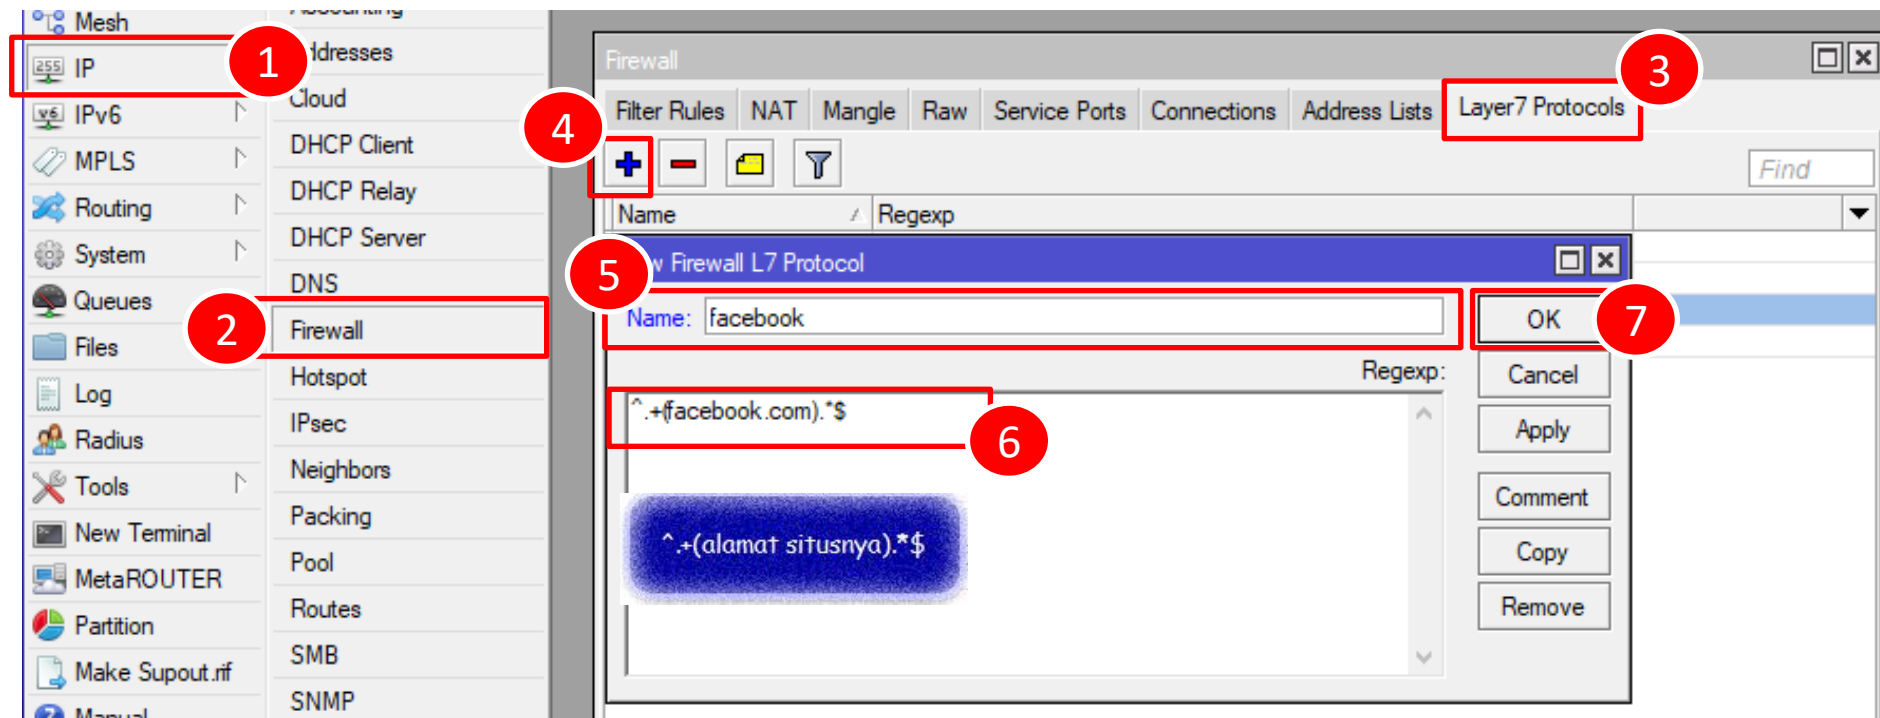 Mesh
IP
IPv6
MPLS
Routing
System
Queues
Files
Log
Radius
Tools
New Terminal
MetaROUTER
Partition
Make Supout.rif
Manual
1
Cloud
DHCP Client
DHCP Relay
DHCP Server
DNS
2
Firewall
Hotspot
IPsec
Neighbors
Packing
Pool
Routes
SMB
SNMP
Firewall
3
Filter Rules NAT Mangle Raw Service Ports Connections Address Lists Layer7 Protocols
4
Find
Name Regexp
5
Firewall L7 Protocol
Name: facebook
OK
7
Regexp:
Cancel
^.+(facebook.com).*$
6
Apply
Comment
^.+(alamat situsnya).*$
Copy
Remove